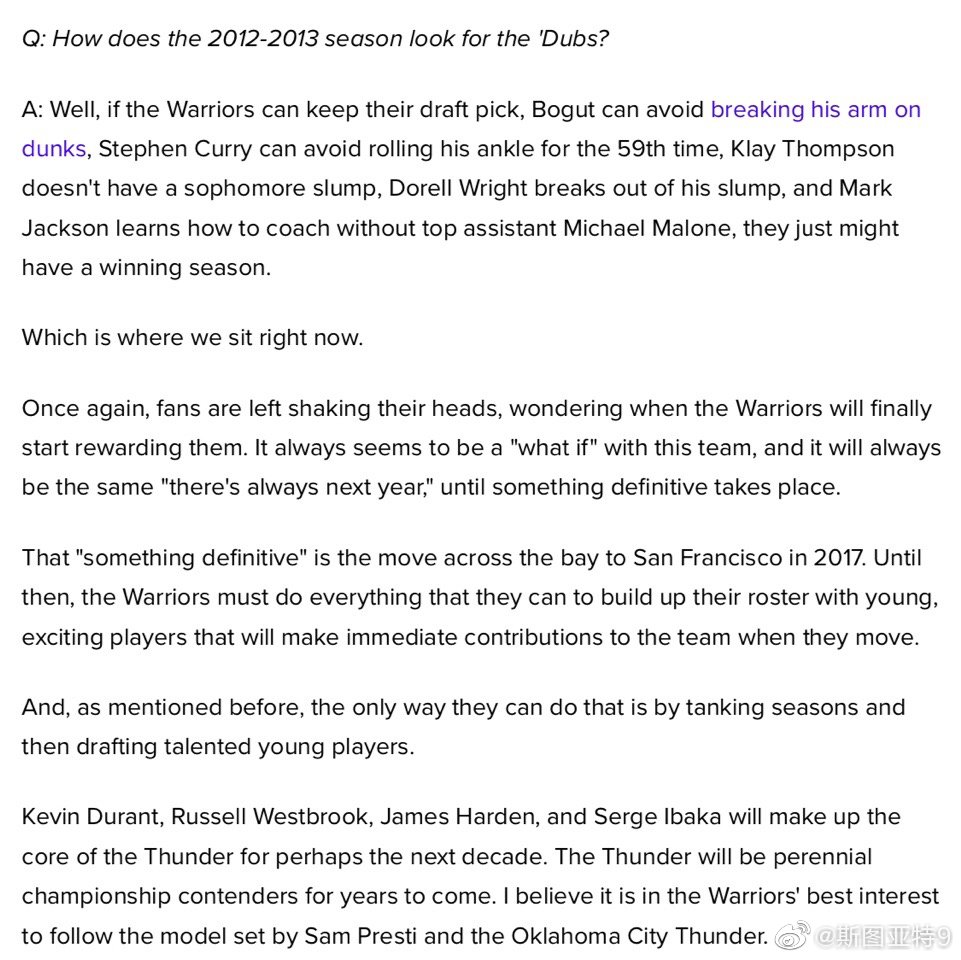 Q: How does the 2012-2013 season look for the 'Dubs?
A: Well, if the Warriors can keep their draft pick, Bogut can avoid breaking his arm on
dunks, Stephen Curry can avoid rolling his ankle for the 59th time, Klay Thompson
doesn't have a sophomore slump, Dorell Wright breaks out of his slump, and Mark
Jackson learns how to coach without top assistant Michael Malone, they just might
have a winning season.
Which is where we sit right now.
Once again, fans are left shaking their heads, wondering when the Warriors will finally
start rewarding them. It always seems to be a "what if" with this team, and it will always
be the same "there's always next year," until something definitive takes place.
That "something definitive" is the move across the bay to San Francisco in 2017. Until
then, the Warriors must do everything that they can to build up their roster with young,
exciting players that will make immediate contributions to the team when they move.
And, as mentioned before, the only way they can do that is by tanking seasons and
then drafting talented young players.
Kevin Durant, Russell Westbrook, James Harden, and Serge Ibaka will make up the
core of the Thunder for perhaps the next decade. The Thunder will be perennial
championship contenders for years to come. I believe it is in the Warriors' best interest
to follow the model set by Sam Presti and the Oklahoma City Thunder.
@斯图亚特9